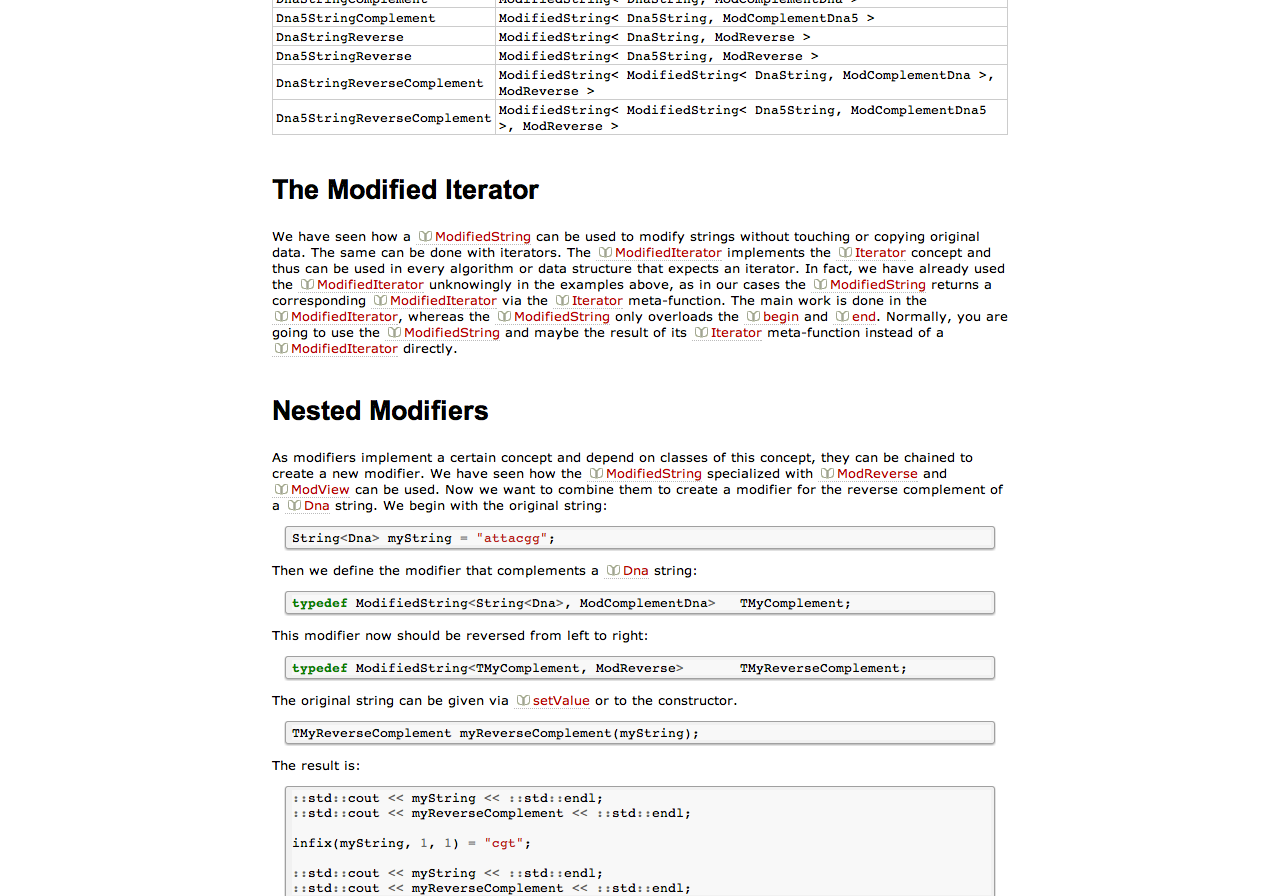 DnaStringComplement ModifiedString< DnaString, ModComplementDna >
Dna5StringComplement ModifiedString< Dna5String, ModComplementDna5 >
DnaStringReverse ModifiedString< DnaString, ModReverse >
Dna5StringReverse ModifiedString< Dna5String, ModReverse >
DnaStringReverseComplement ModifiedString< ModifiedString< DnaString, ModComplementDna >,
ModReverse >
Dna5StringReverseComplement ModifiedString< ModifiedString< Dna5String, ModComplementDna5
>, ModReverse >
The Modified Iterator
We have seen how a ModifiedString can be used to modify strings without touching or copying original
data. The same can be done with iterators. The ModifiedIterator implements the Iterator concept and
thus can be used in every algorithm or data structure that expects an iterator. In fact, we have already used
the ModifiedIterator unknowingly in the examples above, as in our cases the ModifiedString returns a
corresponding ModifiedIterator via the Iterator meta-function. The main work is done in the
ModifiedIterator, whereas the ModifiedString only overloads the begin and end. Normally, you are
going to use the ModifiedString and maybe the result of its Iterator meta-function instead of a
ModifiedIterator directly.
Nested Modifiers
As modifiers implement a certain concept and depend on classes of this concept, they can be chained to
create a new modifier. We have seen how the ModifiedString specialized with ModReverse and
ModView can be used. Now we want to combine them to create a modifier for the reverse complement of
a Dna string. We begin with the original string:
String<Dna> myString = "attacgg";
Then we define the modifier that complements a Dna string:
typedef ModifiedString<String<Dna>, ModComplementDna>   TMyComplement;
This modifier now should be reversed from left to right:
typedef ModifiedString<TMyComplement, ModReverse>       TMyReverseComplement;
The original string can be given via setValue or to the constructor.
TMyReverseComplement myReverseComplement(myString);
The result is:
::std::cout << myString << ::std::endl;
::std::cout << myReverseComplement << ::std::endl;
infix(myString, 1, 1) = "cgt";
::std::cout << myString << ::std::endl;
::std::cout << myReverseComplement << ::std::endl;